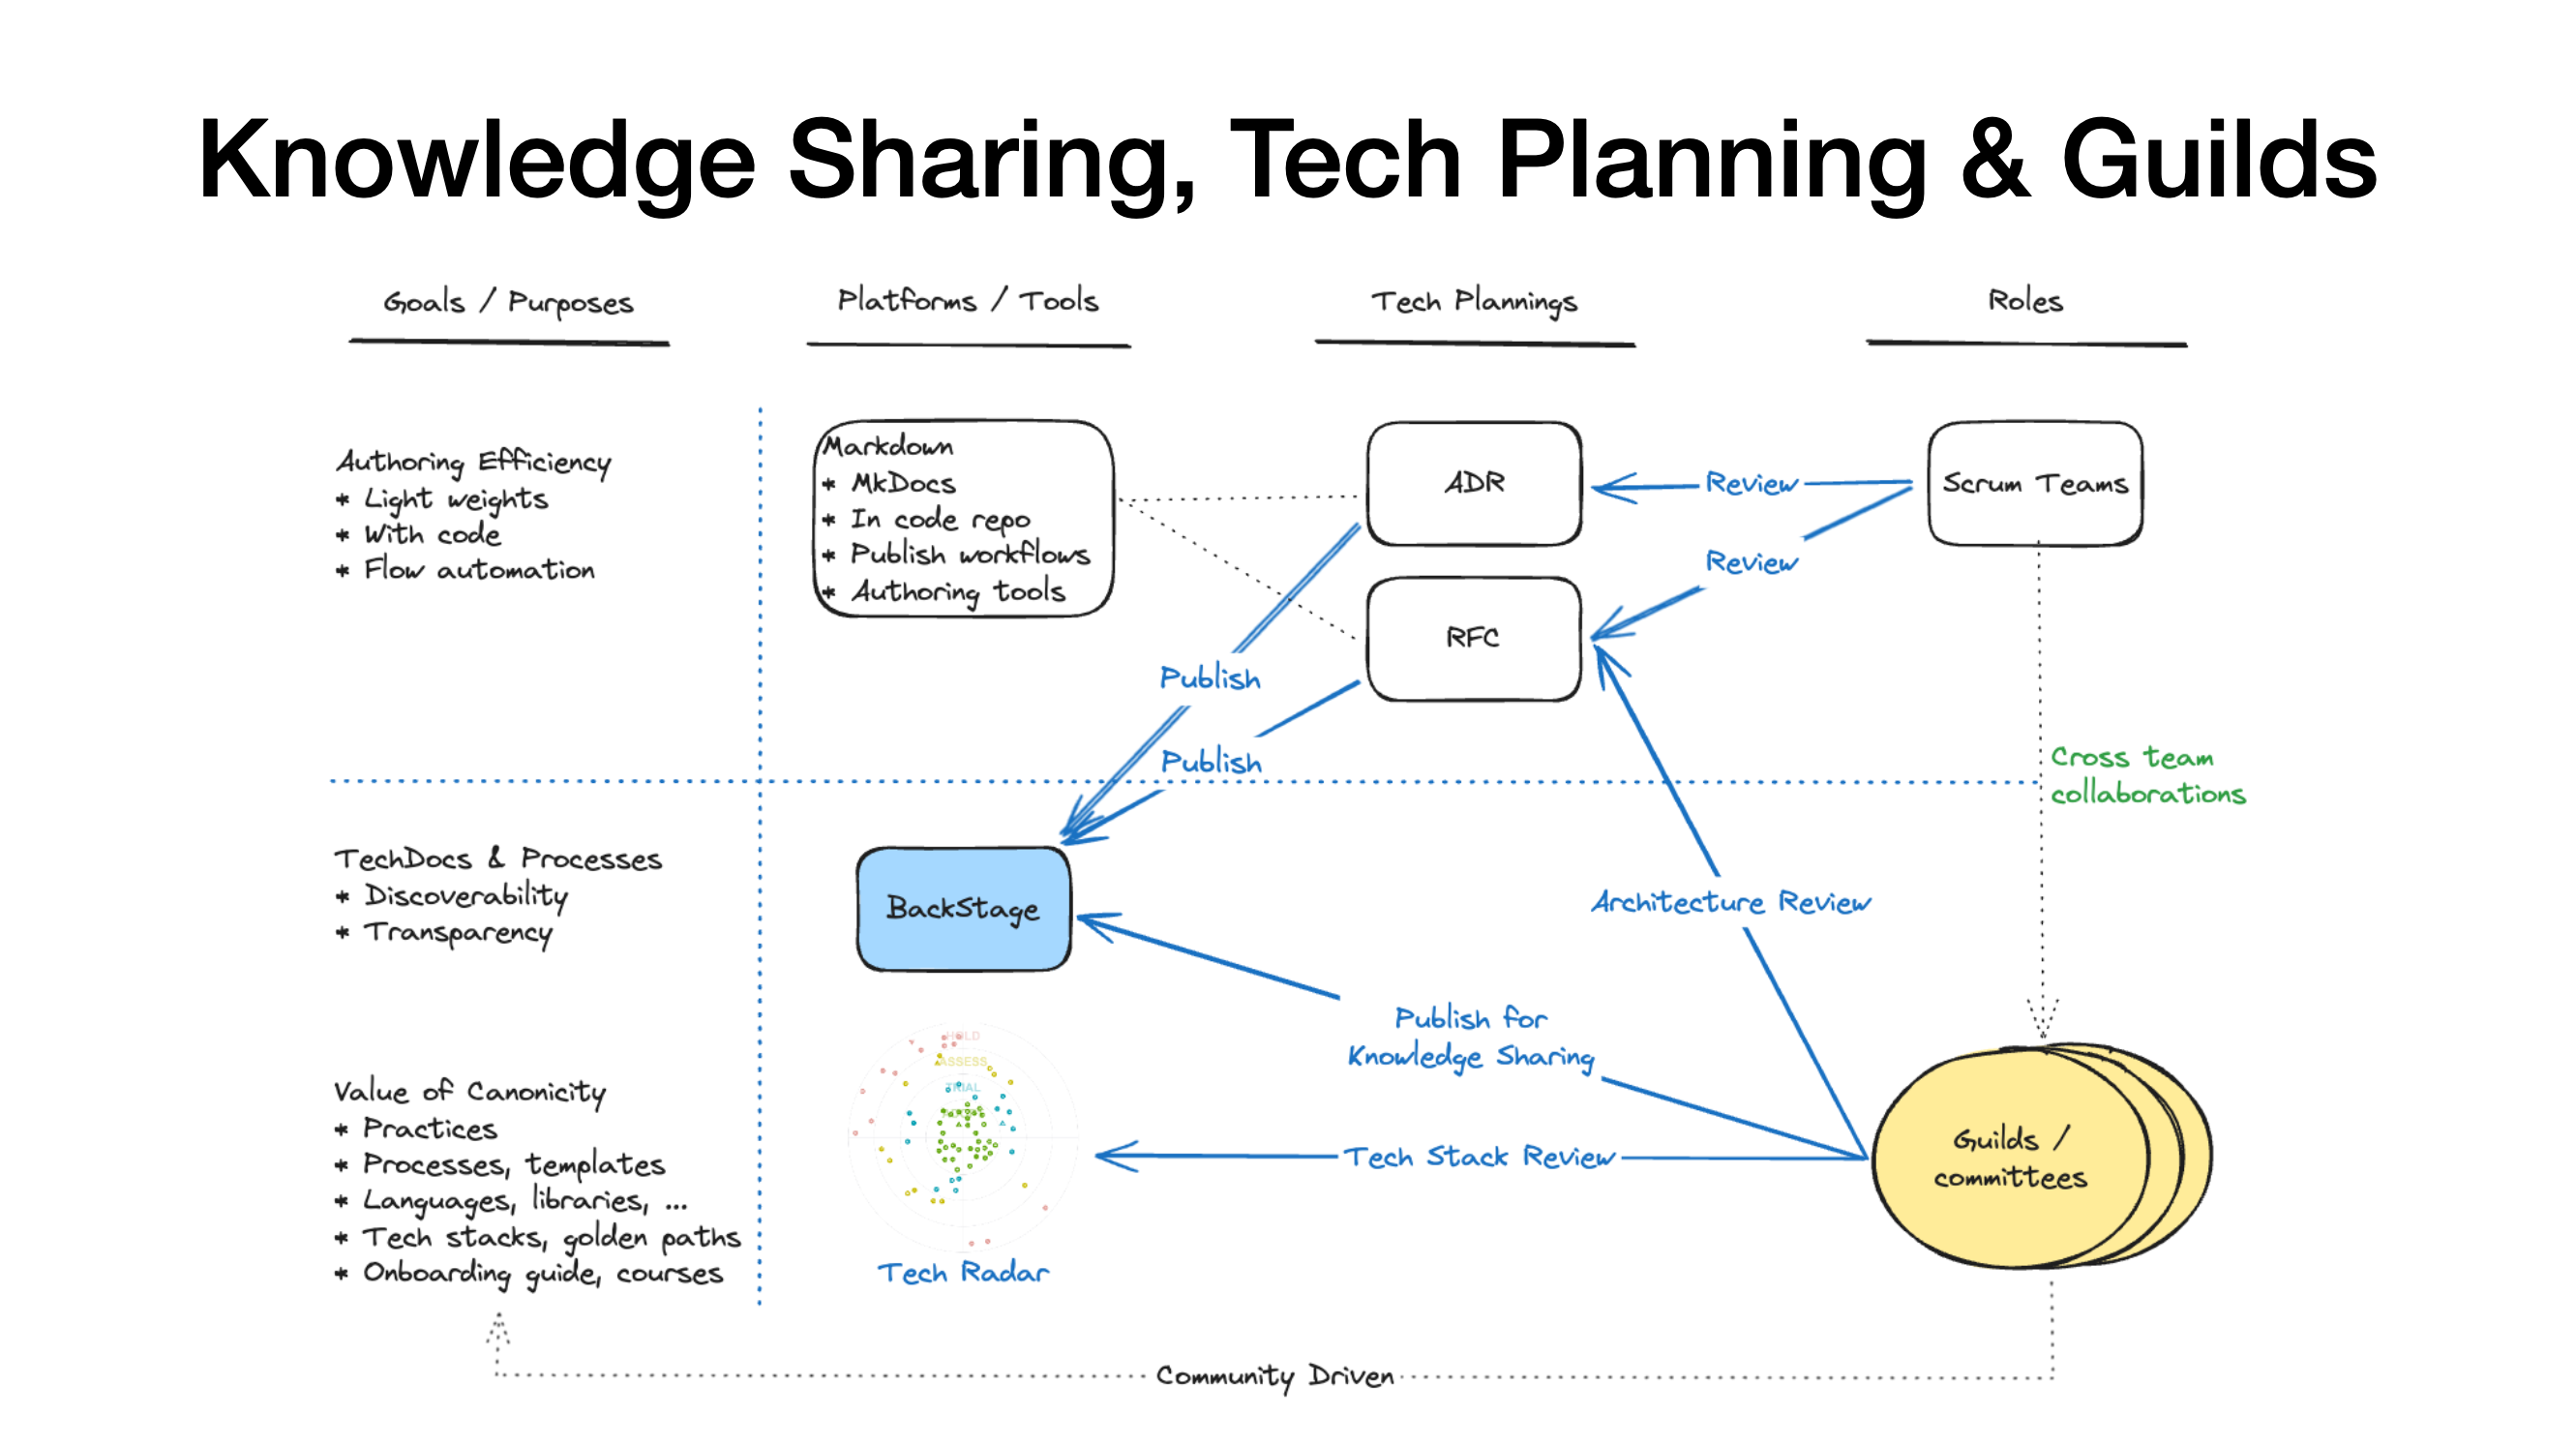 Knowledge Sharing, Tech Planning & Guilds
Goals / Purposes
Platforms / Tools
Tech Plannings
Roles
Authoring Efficiency
* Light weights
* With code
* Flow automation
Markdown
* MkDocs
* In code repo
* Publish workflows
* Authoring tools
ADR
Review
Scrum Teams
Review
RFC
Publish
Publish
Cross team
collaborations
TechDocs & Processes
* Discoverability
* Transparency
BackStage
Architecture Review
Publish for
Knowledge Sharing
HOLD
ASSESS
TRIAL
Value of Canonicity
* Practices
* Processes, templates
* Languages, libraries, ...
* Tech stacks, golden paths
* Onboarding guide, courses
Tech Stack Review
Guilds /
committees
Tech Radar
Community Driven